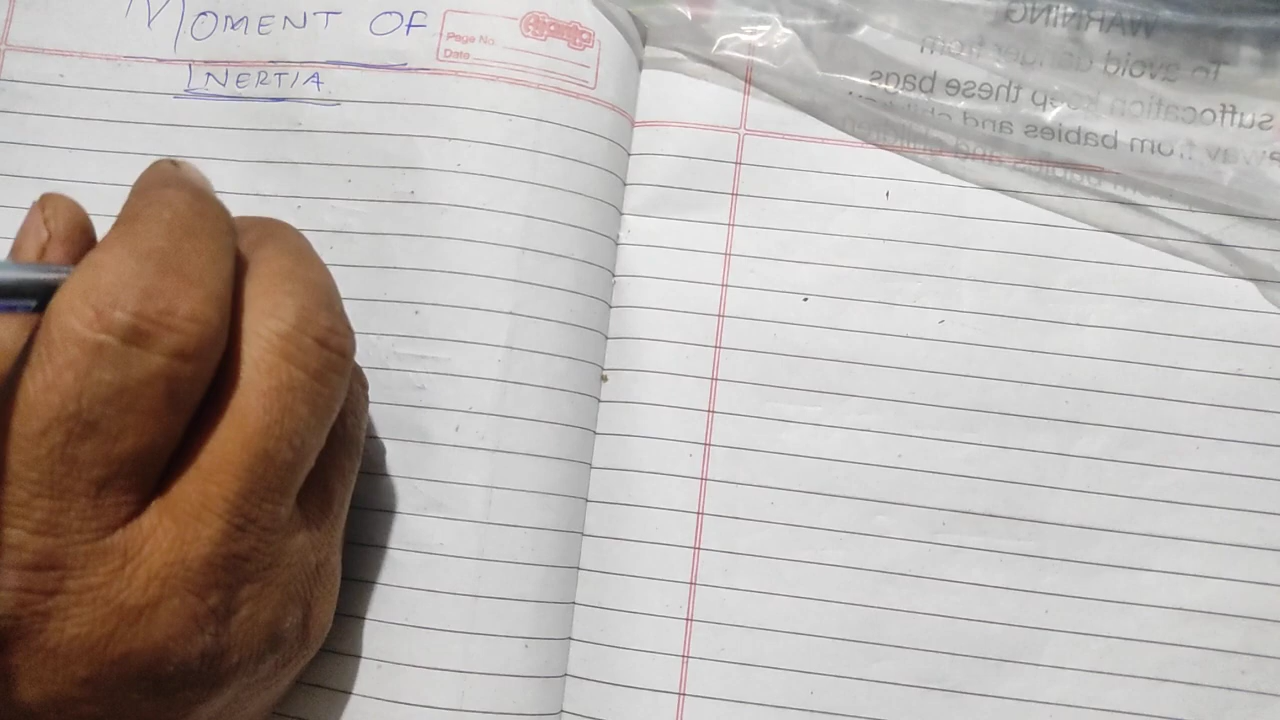 MOMENT OF
INERTIA
Ajanta
Page No.
Date
WARNING
To avoid danger from
suffocation keep these bags
away from babies and children